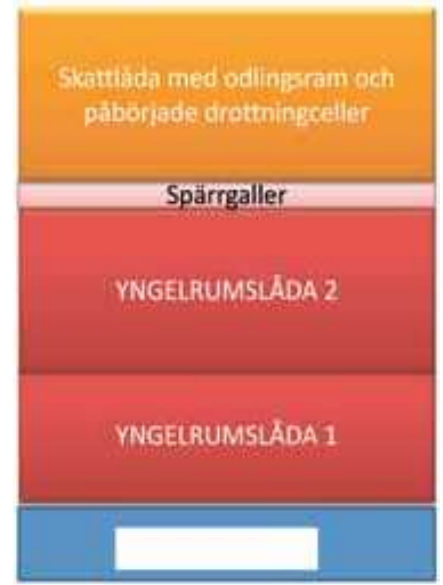 Skattlåda med odlingsram och
påbörjade drottningceller
Spärrgaller
YNGELRUMSLÅDA 2
YNGELRUMSLÅDA 1